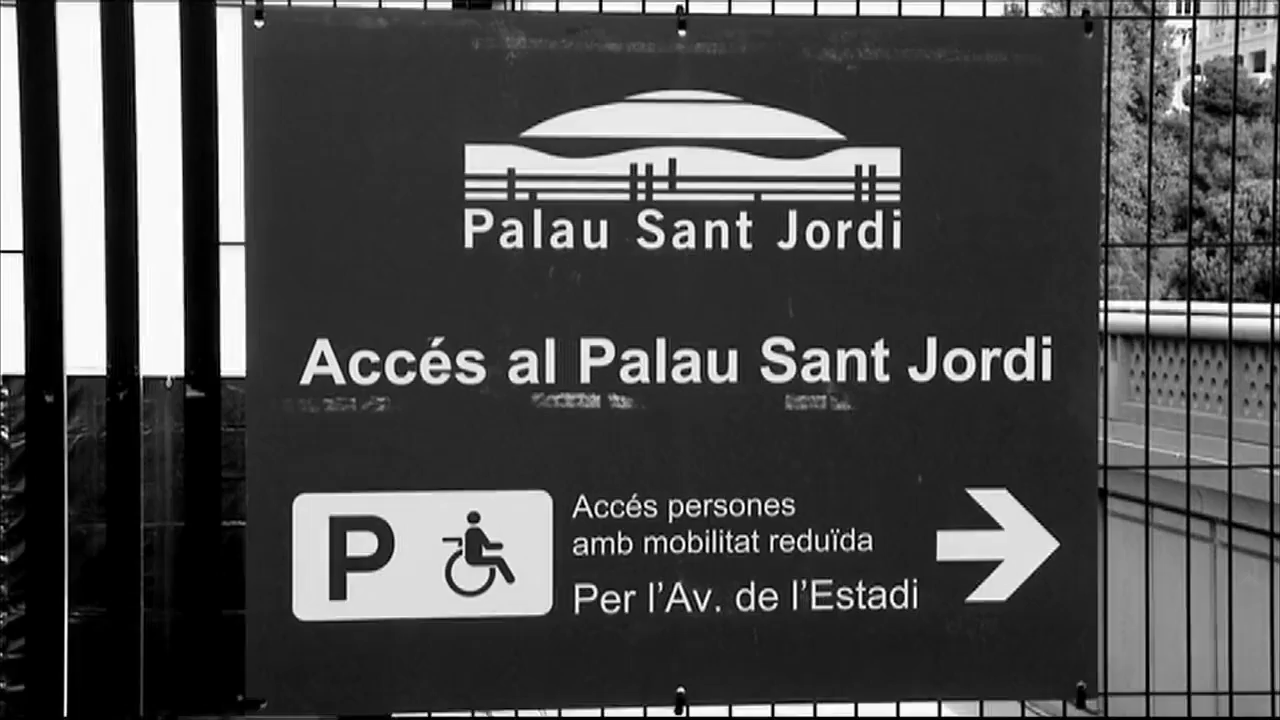 Palau Sant Jordi
Accés al Palau Sant Jordi
P
Accés persones
amb mobilitat reduïda
Per l’Av. de l’Estadi